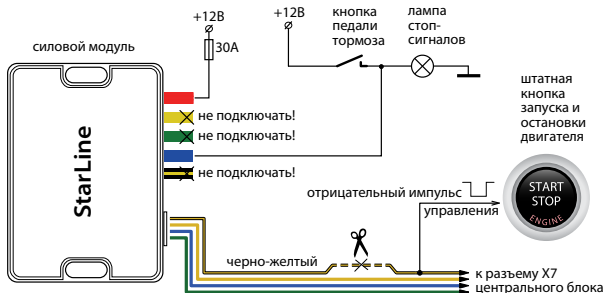 +12В
+12В
кнопка
педали
тормоза
лампа
стоп-
сигналов
силовой модуль
30А
штатная
кнопка
запуска и
остановки
двигателя
не подключать!
не подключать!
не подключать!
StarLine
отрицательный импульс
управления
START
STOP
ENGINE
черно-желтый
к разъему X7
центрального блока